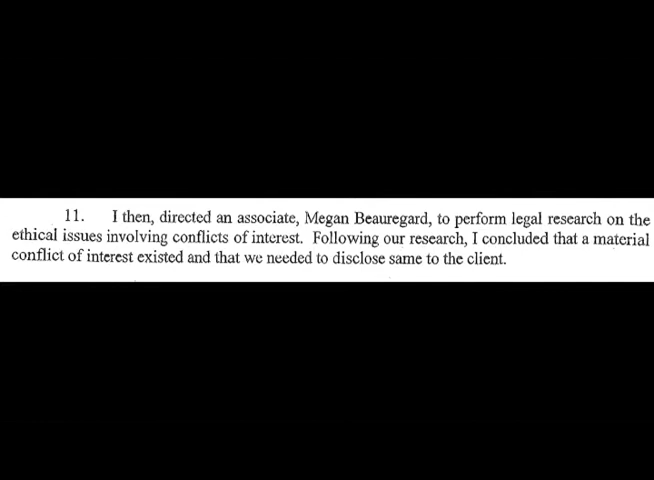 11. I then, directed an associate, Megan Beauregard, to perform legal research on the
ethical issues involving conflicts of interest. Following our research, I concluded that a material
conflict of interest existed and that we needed to disclose same to the client.